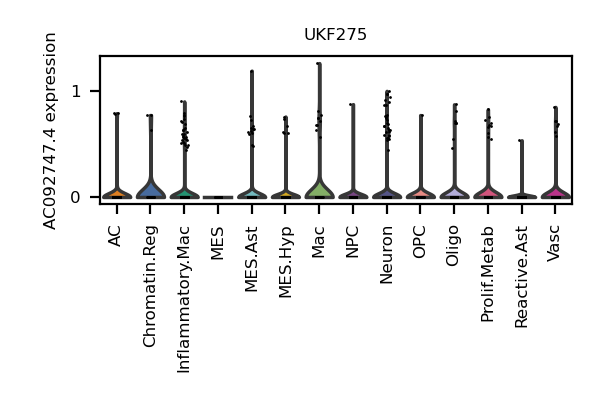 UKF275
AC092747.4 expression
1
0
AC
Chromatin.Reg
Inflammatory.Mac
MES
MES.Ast
MES.Hyp
Mac
NPC
Neuron
OPC
Oligo
Prolif.Metab
Reactive.Ast
Vasc